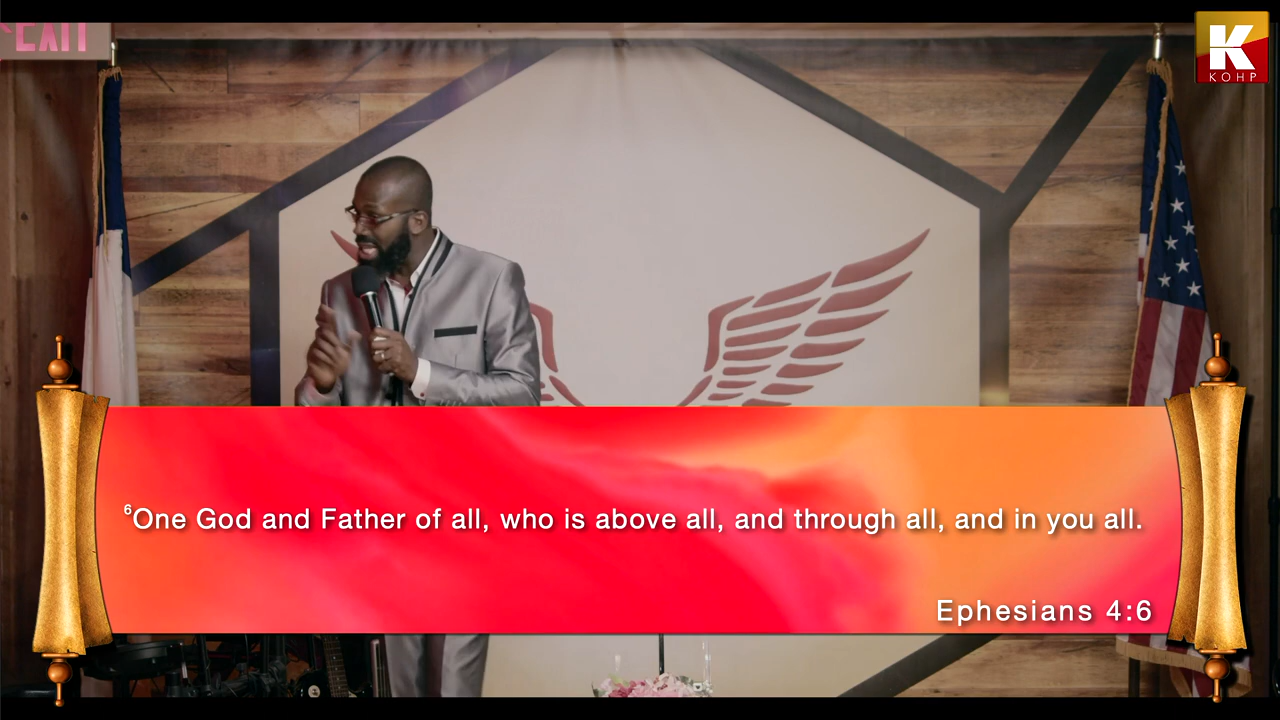 EXIT
K
KOHP
⁶One God and Father of all, who is above all, and through all, and in you all.
Ephesians 4:6